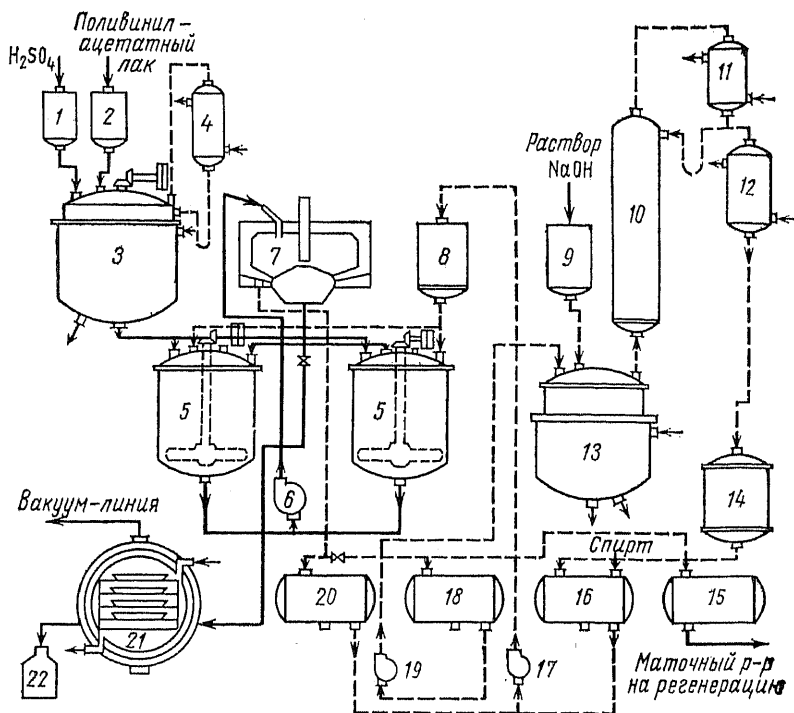 Поливинил-
ацетатный
лак
H₂SO₄
1
2
3
4
5
5
6
7
8
Раствор
NaOH
9
10
11
12
13
14
Спирт
15
16
17
18
19
20
Маточный р-р
на регенерацию
Вакуум-линия
21
22